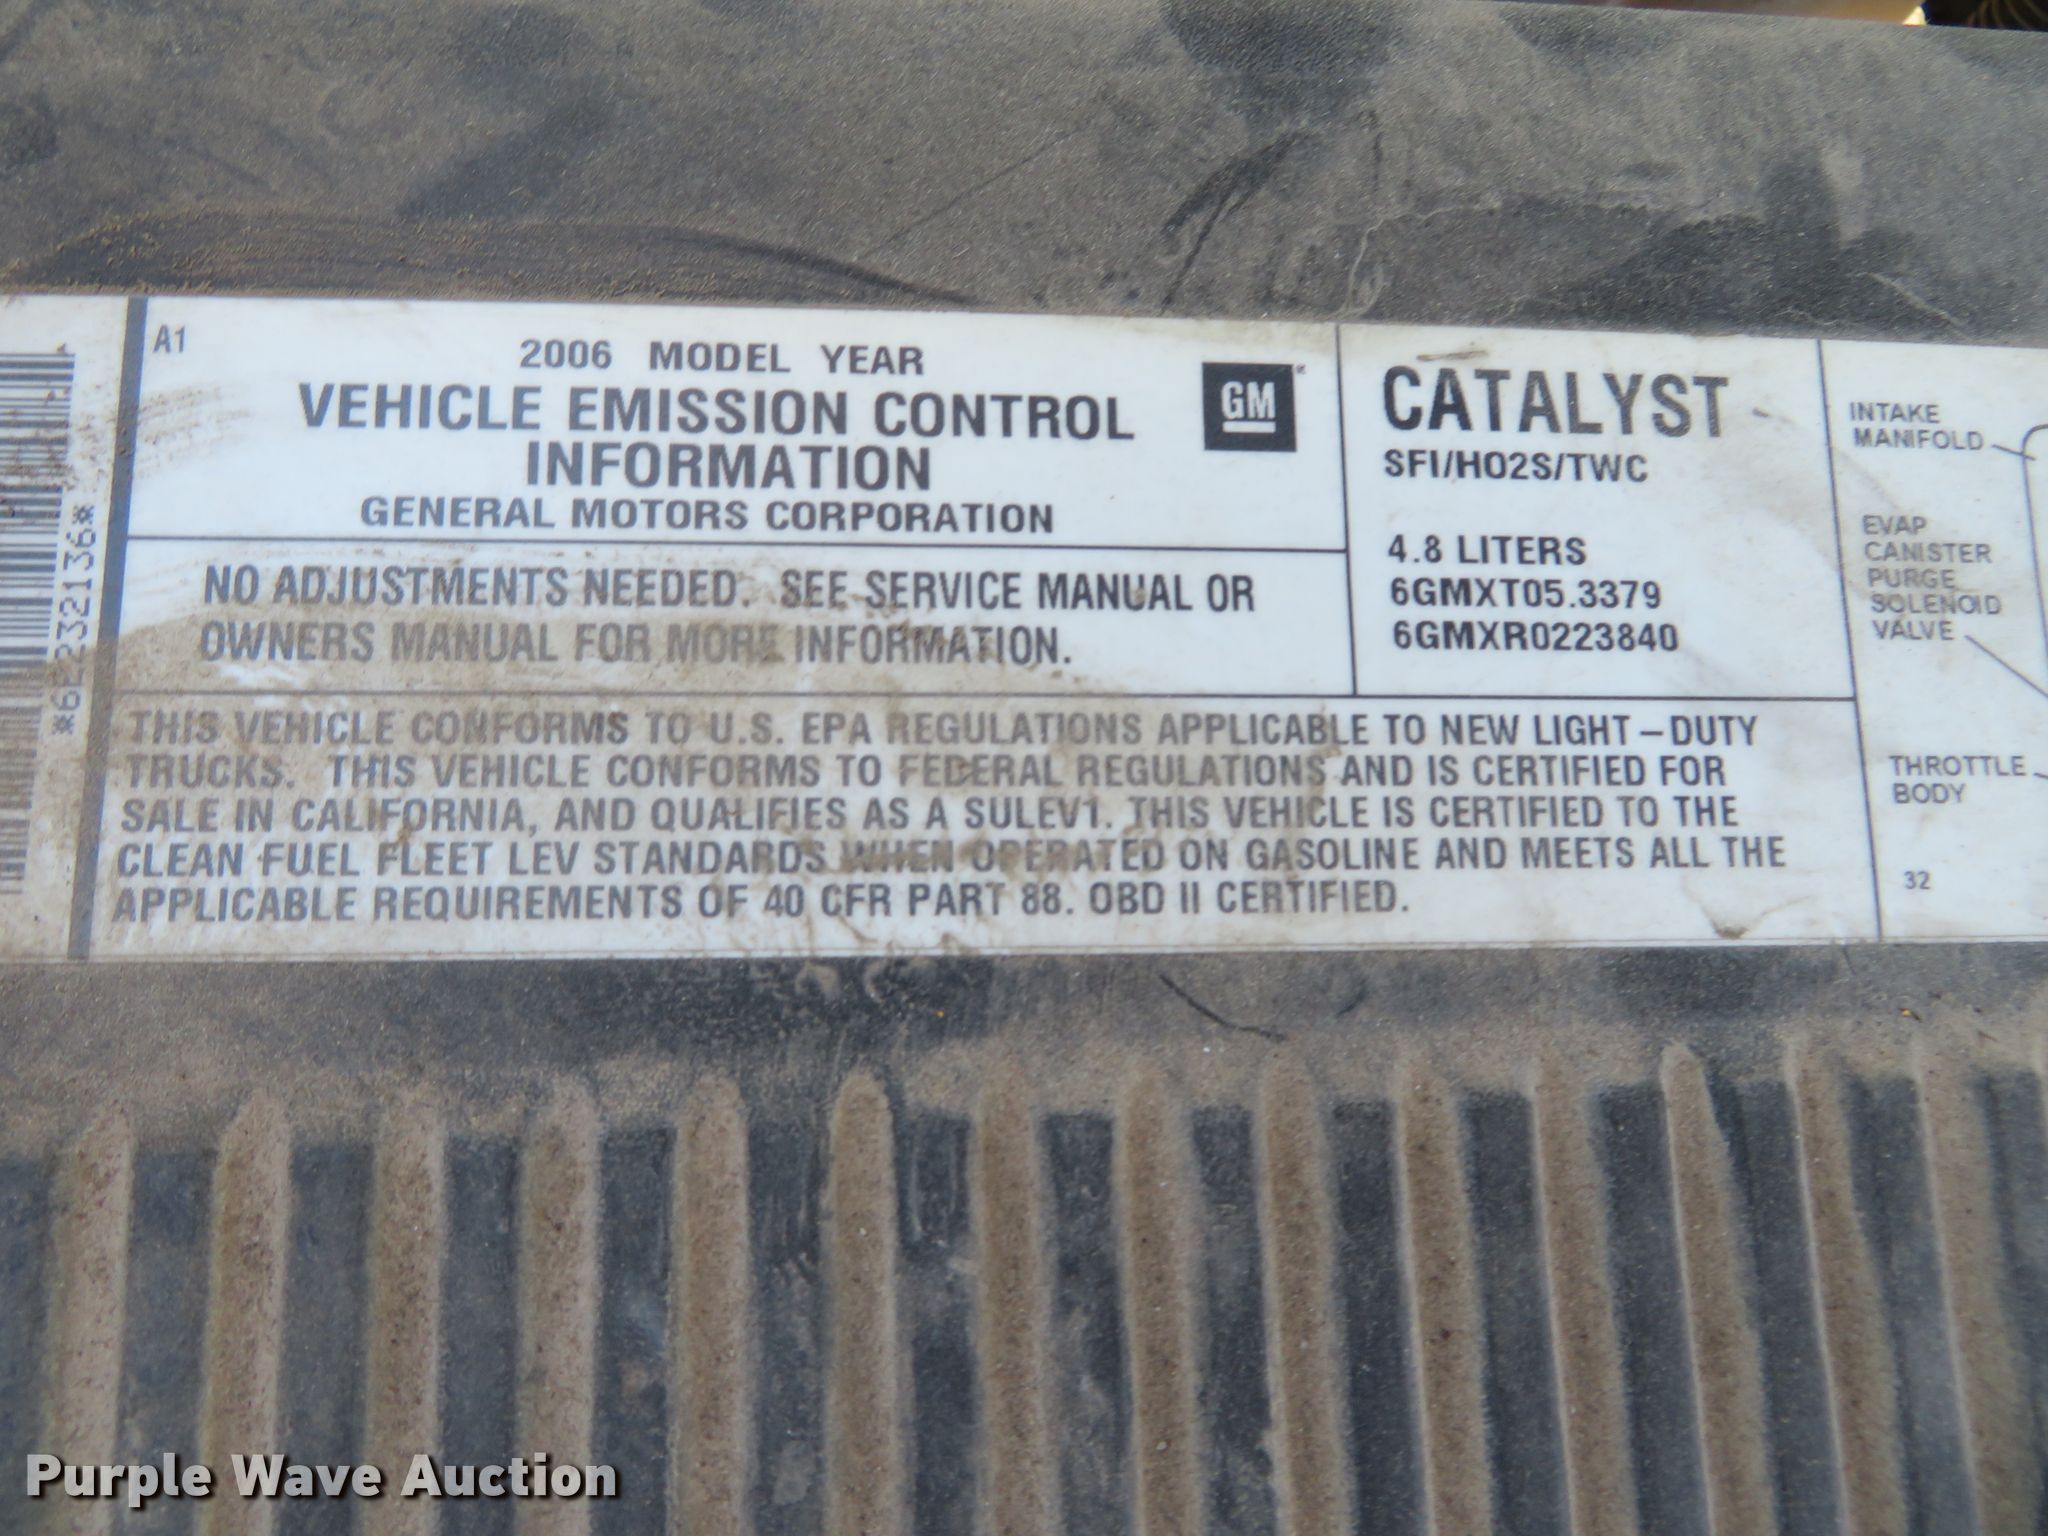 *6E232136*
A1
2006 MODEL YEAR
VEHICLE EMISSION CONTROL
INFORMATION
GENERAL MOTORS CORPORATION
GM
NO ADJUSTMENTS NEEDED. SEE SERVICE MANUAL OR
OWNERS MANUAL FOR MORE INFORMATION.
CATALYST
SFI/HO2S/TWC
4.8 LITERS
6GMXT05.3379
6GMXR0223840
THIS VEHICLE CONFORMS TO U.S. EPA REGULATIONS APPLICABLE TO NEW LIGHT-DUTY
TRUCKS. THIS VEHICLE CONFORMS TO FEDERAL REGULATIONS AND IS CERTIFIED FOR
SALE IN CALIFORNIA, AND QUALIFIES AS A SULEV1. THIS VEHICLE IS CERTIFIED TO THE
CLEAN FUEL FLEET LEV STANDARDS WHEN OPERATED ON GASOLINE AND MEETS ALL THE
APPLICABLE REQUIREMENTS OF 40 CFR PART 88. OBD II CERTIFIED.
INTAKE
MANIFOLD
EVAP
CANISTER
PURGE
SOLENOID
VALVE
THROTTLE
BODY
32
Purple Wave Auction